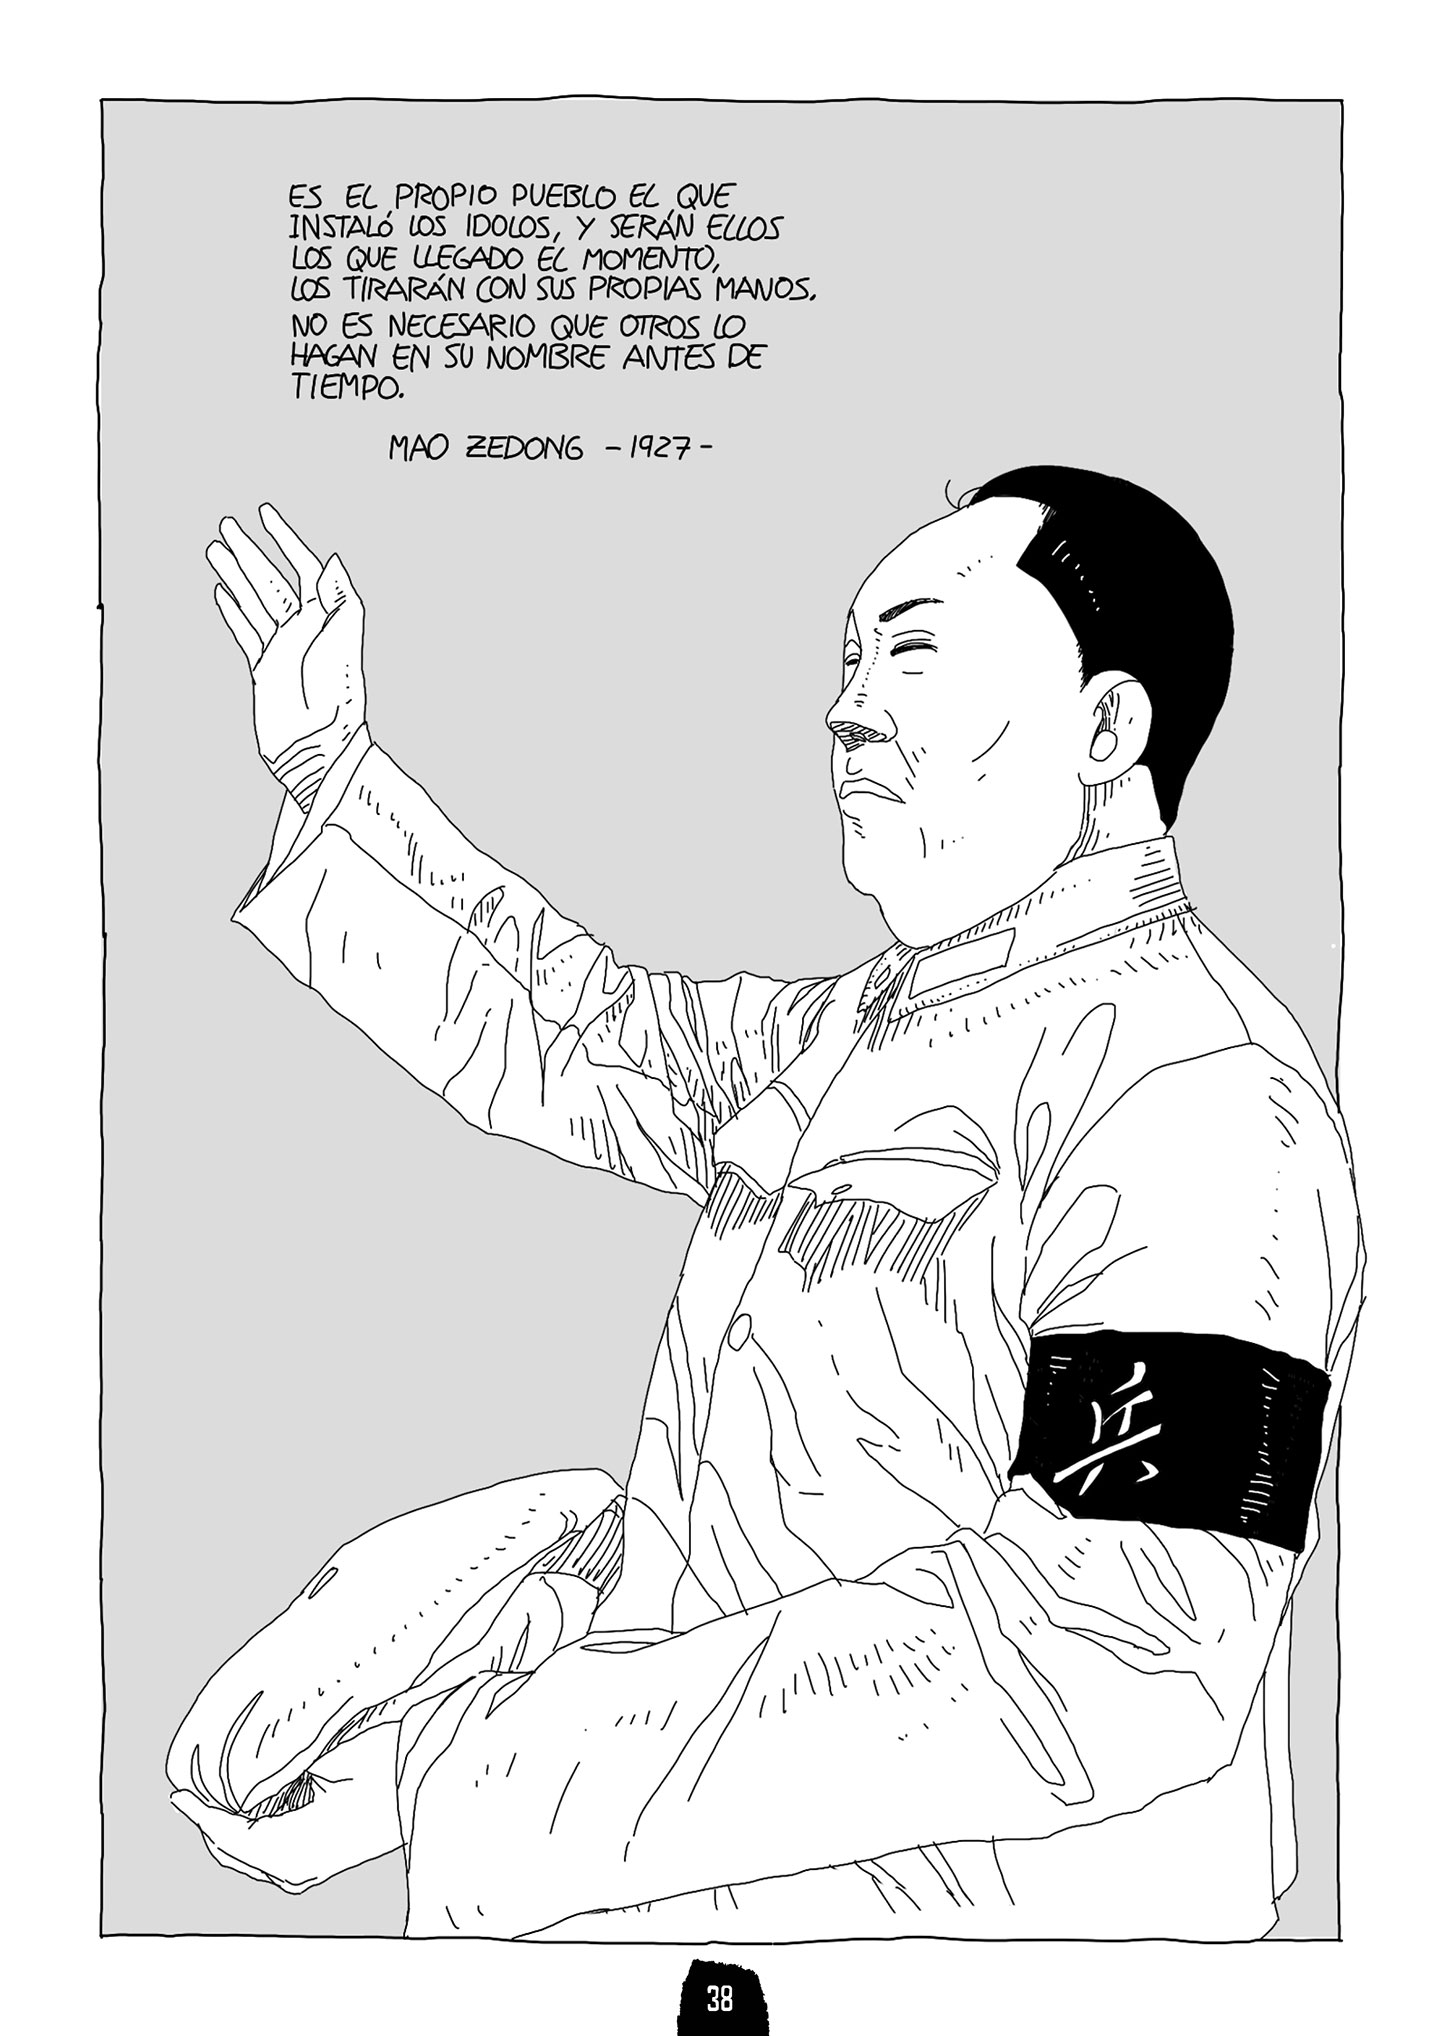 ES EL PROPIO PUEBLO EL QUE
INSTALÓ LOS IDOLOS, Y SERÁN ELLOS
LOS QUE LLEGADO EL MOMENTO,
LOS TIRARÁN CON SUS PROPIAS MANOS.
NO ES NECESARIO QUE OTROS LO
HAGAN EN SU NOMBRE ANTES DE
TIEMPO.
MAO ZEDONG -1927-
兵
38